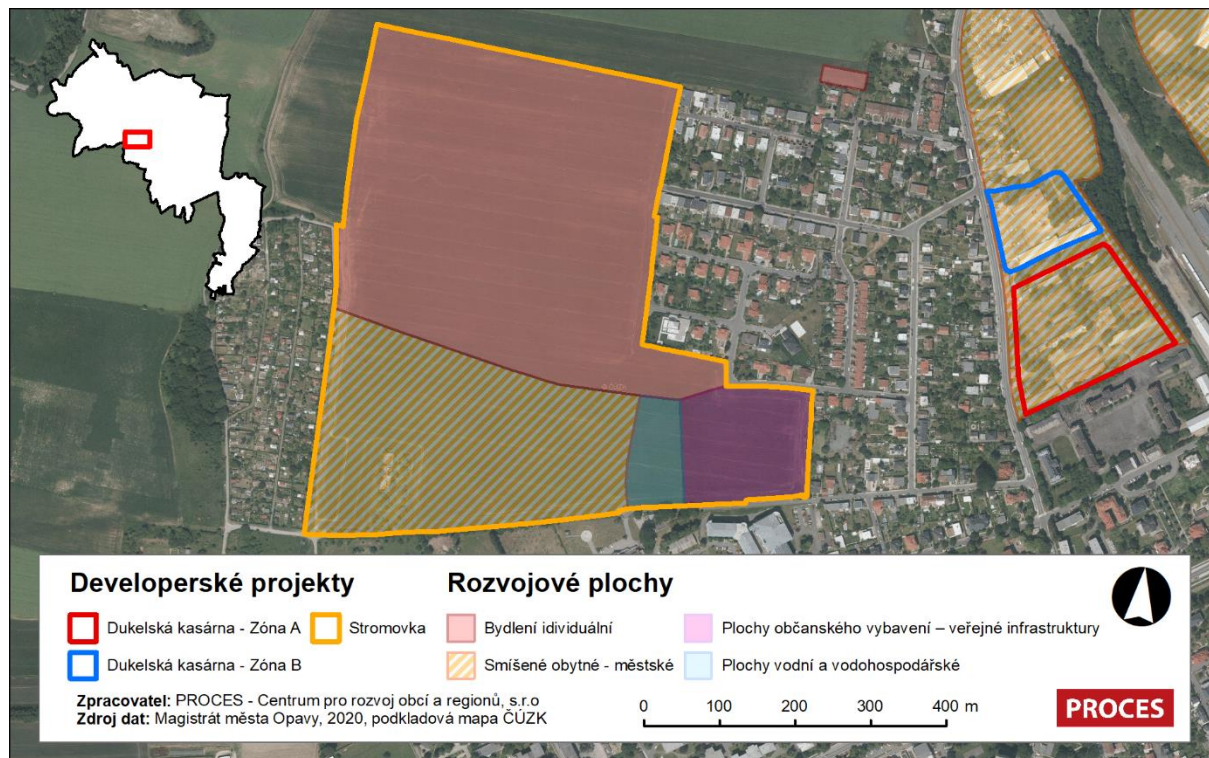 © ČÚZK
Developerské projekty
Rozvojové plochy
Dukelská kasárna - Zóna A
Stromovka
Bydlení idividuální
Plochy občanského vybavení – veřejné infrastruktury
Dukelská kasárna - Zóna B
Smíšené obytné - městské
Plochy vodní a vodohospodářské
Zpracovatel: PROCES - Centrum pro rozvoj obcí a regionů, s.r.o
Zdroj dat: Magistrát města Opavy, 2020, podkladová mapa ČÚZK
0 100 200 300 400 m
PROCES